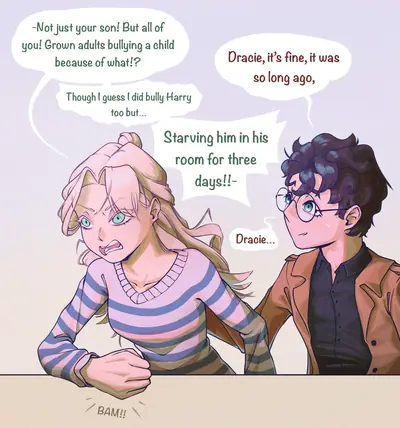 -Not just your son! But all of
you! Grown adults bullying a child
because of what!?
Though I guess I did bully Harry
too but...
Dracie, it's fine, it was
so long ago,
Starving him in his
room for three
days!!-
Dracie...
BAM!!